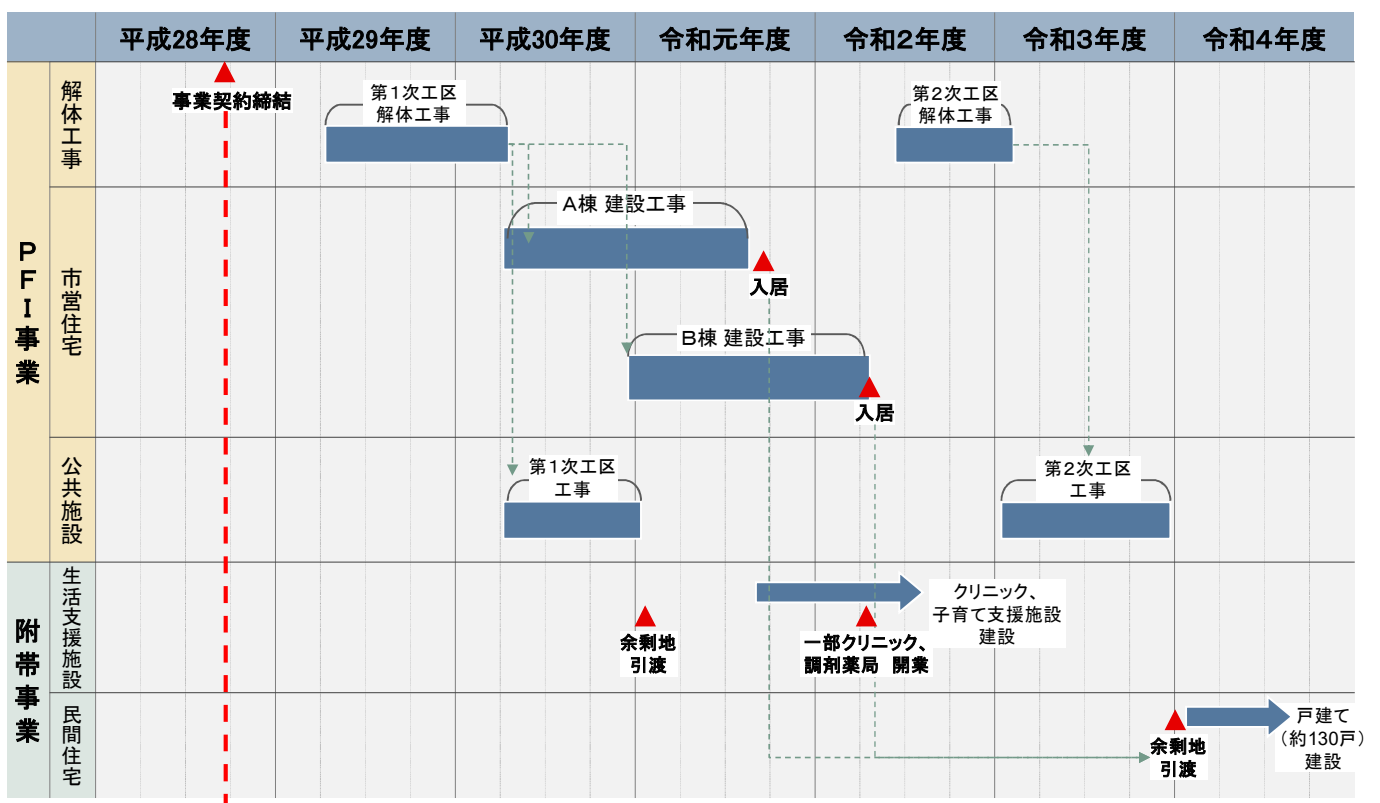 平成28年度
平成29年度
平成30年度
令和元年度
令和2年度
令和3年度
令和4年度
PFI事業
解体工事
事業契約締結
第1次工区
解体工事
第2次工区
解体工事
市営住宅
A棟 建設工事
入居
B棟 建設工事
入居
公共施設
第1次工区
工事
第2次工区
工事
附帯事業
生活支援施設
余剰地
引渡
一部クリニック、
調剤薬局 開業
クリニック、
子育て支援施設
建設
民間住宅
余剰地
引渡
戸建て
(約130戸)
建設